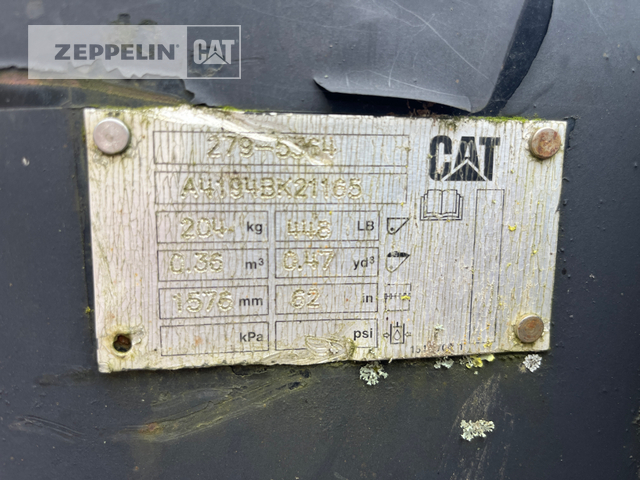 ZEPPELIN CAT
279-5364
CAT
A4194BK21165
204 kg 448 LB
0.36 m³ 0.47 yd³
1576 mm 62 in
kPa psi